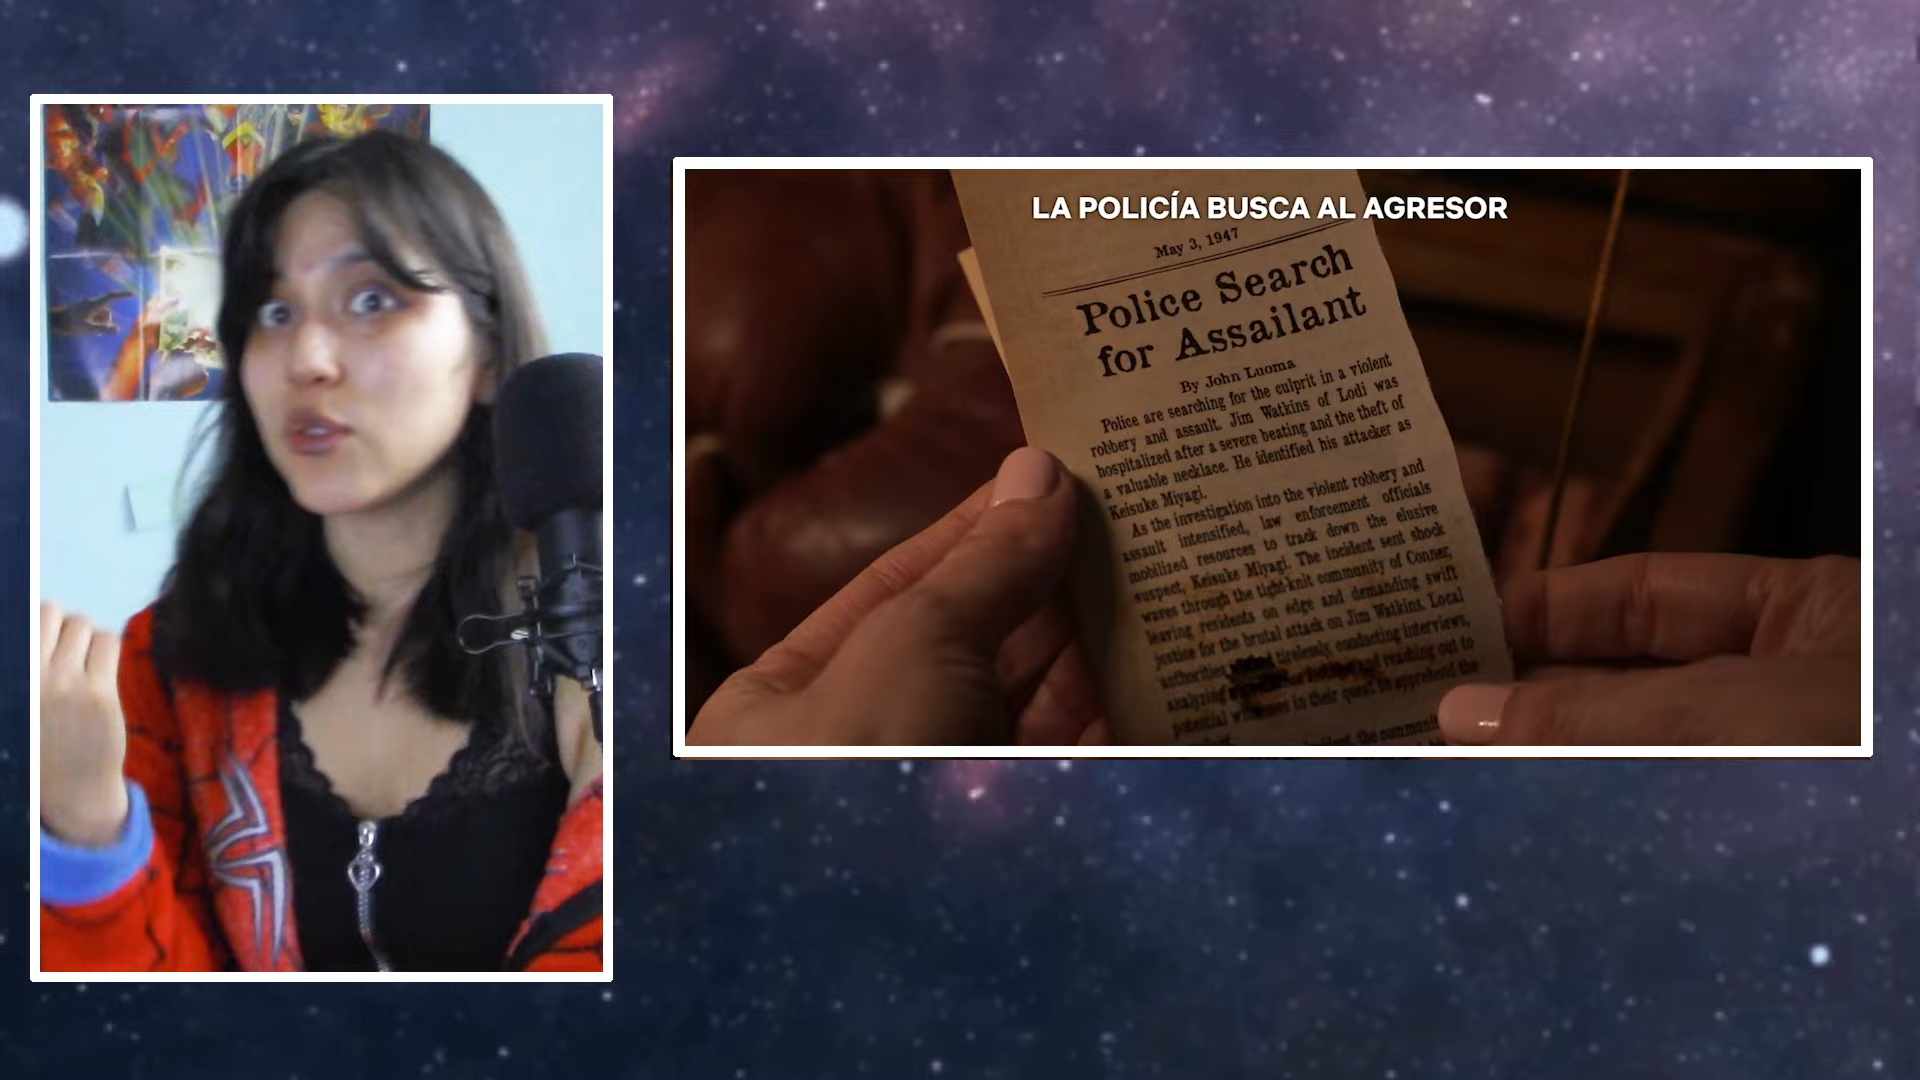 LA POLICÍA BUSCA AL AGRESOR
May 3, 1947
Police Search
for Assailant
By John Luoma
Police are searching for the culprit in a violent
robbery and assault. Jim Watkins of Lodi was
hospitalized after a severe beating and the theft of
a valuable necklace. He identified his attacker as
Keisuke Miyagi.
As the investigation into the violent robbery and
assault intensified, law enforcement officials
mobilized resources to track down the elusive
suspect, Keisuke Miyagi. The incident sent shock
waves through the tight-knit community of Conner,
leaving residents on edge and demanding swift
justice for the brutal attack on Jim Watkins. Local
authorities tirelessly, conducting interviews,
analyzing and reaching out to
potential in their quest to apprehend the
the communit